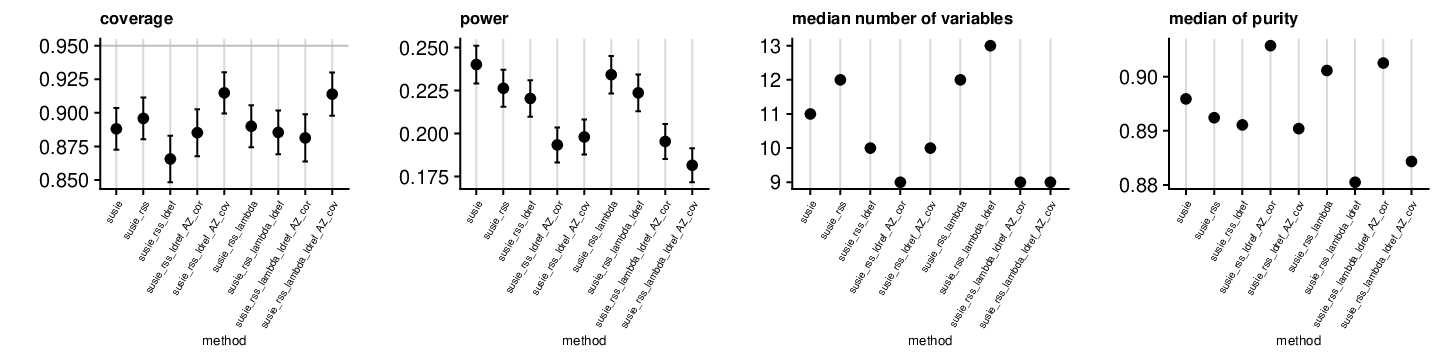 coverage
0.950
0.925
0.900
0.875
0.850
susie
susie_rss
susie_rss_ldref
susie_rss_ldref_AZ_cor
susie_rss_ldref_AZ_cov
susie_rss_lambda
susie_rss_lambda_ldref
susie_rss_lambda_ldref_AZ_cor
susie_rss_lambda_ldref_AZ_cov
method
power
0.250
0.225
0.200
0.175
susie
susie_rss
susie_rss_ldref
susie_rss_ldref_AZ_cor
susie_rss_ldref_AZ_cov
susie_rss_lambda
susie_rss_lambda_ldref
susie_rss_lambda_ldref_AZ_cor
susie_rss_lambda_ldref_AZ_cov
method
median number of variables
13
12
11
10
9
susie
susie_rss
susie_rss_ldref
susie_rss_ldref_AZ_cor
susie_rss_ldref_AZ_cov
susie_rss_lambda
susie_rss_lambda_ldref
susie_rss_lambda_ldref_AZ_cor
susie_rss_lambda_ldref_AZ_cov
method
median of purity
0.90
0.89
0.88
susie
susie_rss
susie_rss_ldref
susie_rss_ldref_AZ_cor
susie_rss_ldref_AZ_cov
susie_rss_lambda
susie_rss_lambda_ldref
susie_rss_lambda_ldref_AZ_cor
susie_rss_lambda_ldref_AZ_cov
method